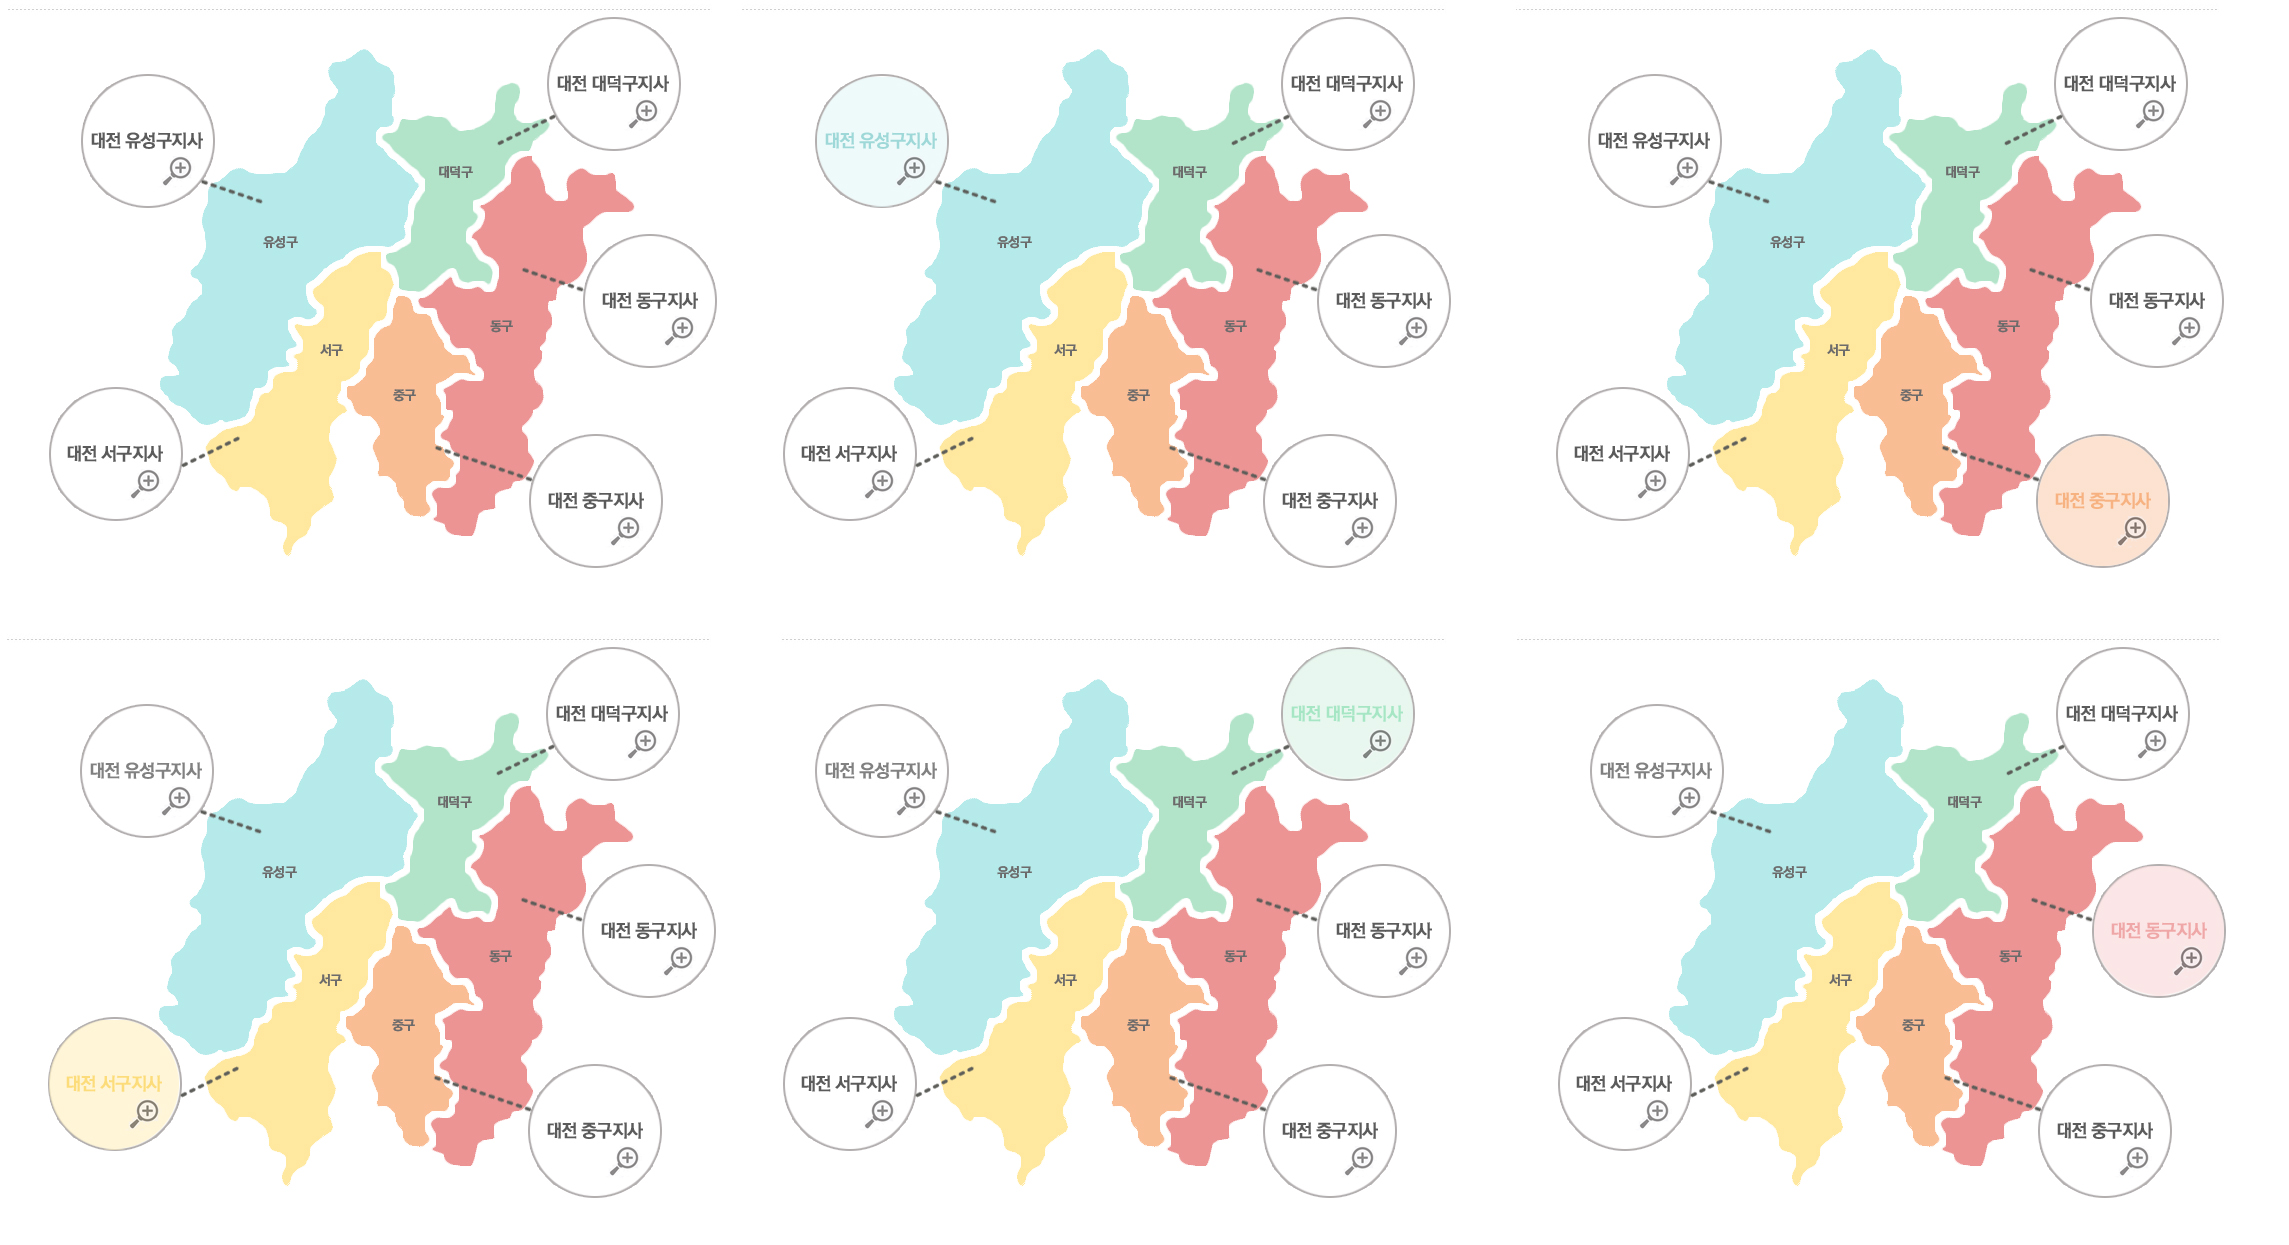 대전 대덕구지사
대전 유성구지사
대덕구
유성구
대전 동구지사
동구
서구
중구
대전 서구지사
대전 중구지사
대전 대덕구지사
대전 유성구지사
대덕구
유성구
대전 동구지사
동구
서구
중구
대전 서구지사
대전 중구지사
대전 대덕구지사
대전 유성구지사
대덕구
유성구
대전 동구지사
동구
서구
중구
대전 서구지사
대전 중구지사
대전 대덕구지사
대전 유성구지사
대덕구
유성구
대전 동구지사
동구
서구
중구
대전 서구지사
대전 중구지사
대전 대덕구지사
대전 유성구지사
대덕구
유성구
대전 동구지사
동구
서구
중구
대전 서구지사
대전 중구지사
대전 대덕구지사
대전 유성구지사
대덕구
유성구
대전 동구지사
동구
서구
중구
대전 서구지사
대전 중구지사